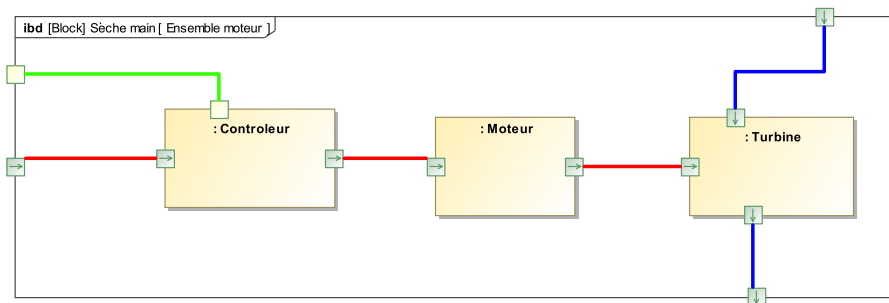 ibd [Block] Sèche main [ Ensemble moteur ]
: Controleur
: Moteur
: Turbine